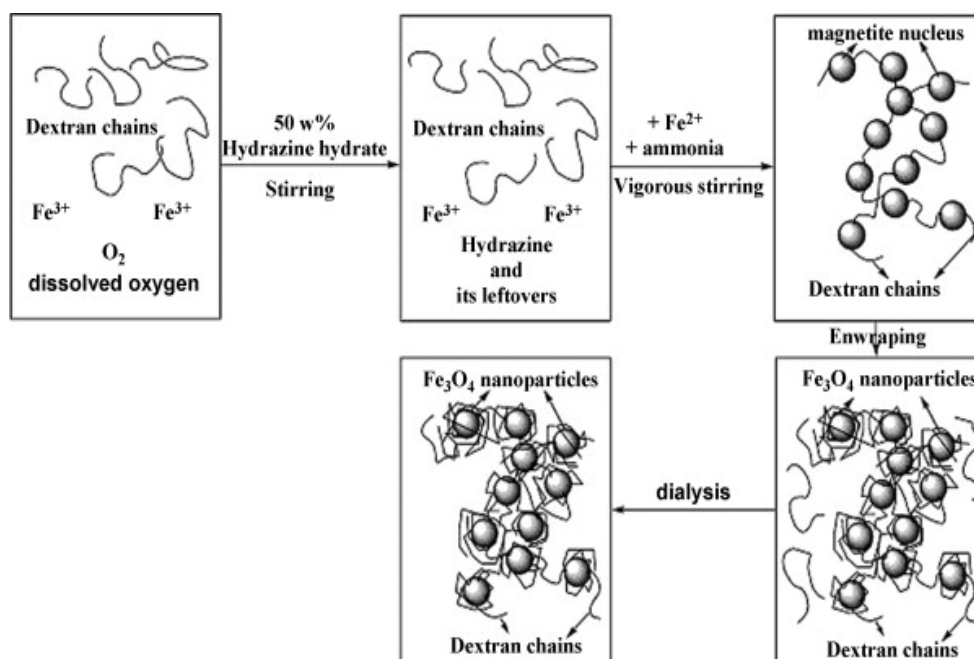 Dextran chains
Fe³⁺
Fe³⁺
O₂
dissolved oxygen
50 w%
Hydrazine hydrate
Stirring
Dextran chains
Fe³⁺
Fe³⁺
Hydrazine
and
its leftovers
+ Fe²⁺
+ ammonia
Vigorous stirring
magnetite nucleus
Dextran chains
Enwraping
Fe₃O₄ nanoparticles
Dextran chains
dialysis
Fe₃O₄ nanoparticles
Dextran chains